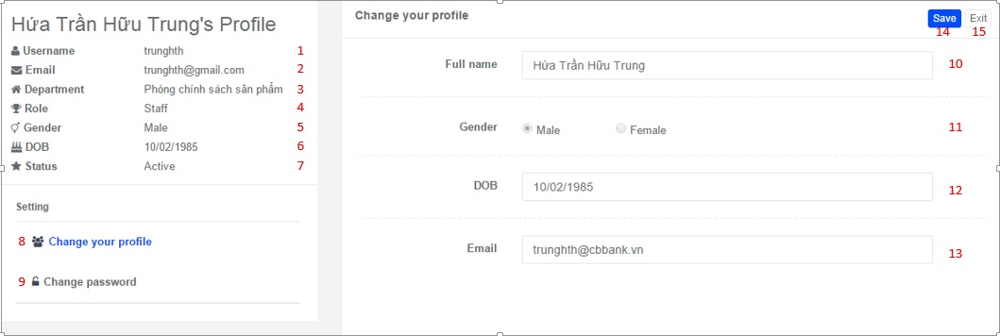 Hứa Trần Hữu Trung's Profile
Username trunghth 1
Email trunghth@gmail.com 2
Department Phòng chính sách sản phẩm 3
Role Staff 4
Gender Male 5
DOB 10/02/1985 6
Status Active 7
Setting
8 Change your profile
9 Change password
Change your profile
Save Exit
14 15
Full name Hứa Trần Hữu Trung 10
Gender Male Female 11
DOB 10/02/1985 12
Email trunghth@cbbank.vn 13